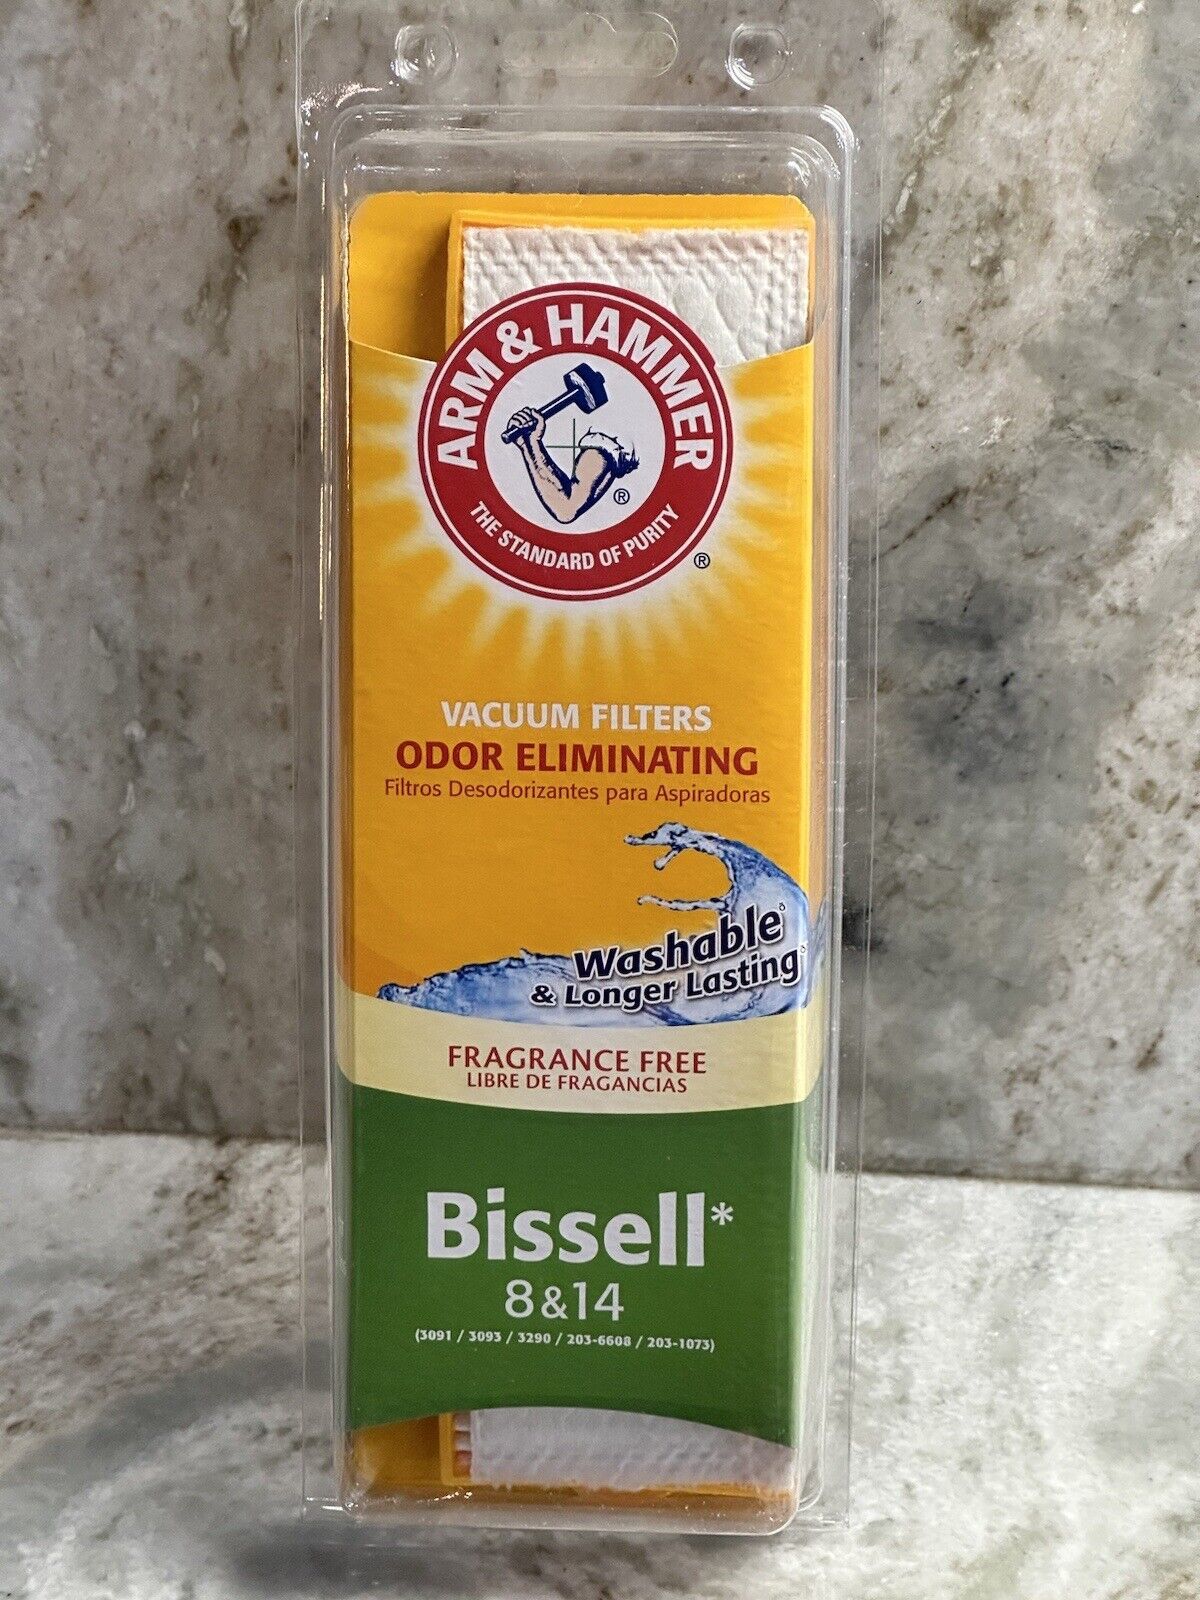 ARM & HAMMER
THE STANDARD OF PURITY
®
®
VACUUM FILTERS
ODOR ELIMINATING
Filtros Desodorizantes para Aspiradoras
Washable◊
& Longer Lasting◊
FRAGRANCE FREE
LIBRE DE FRAGANCIAS
Bissell*
8&14
(3091 / 3093 / 3290 / 203-6608 / 203-1073)